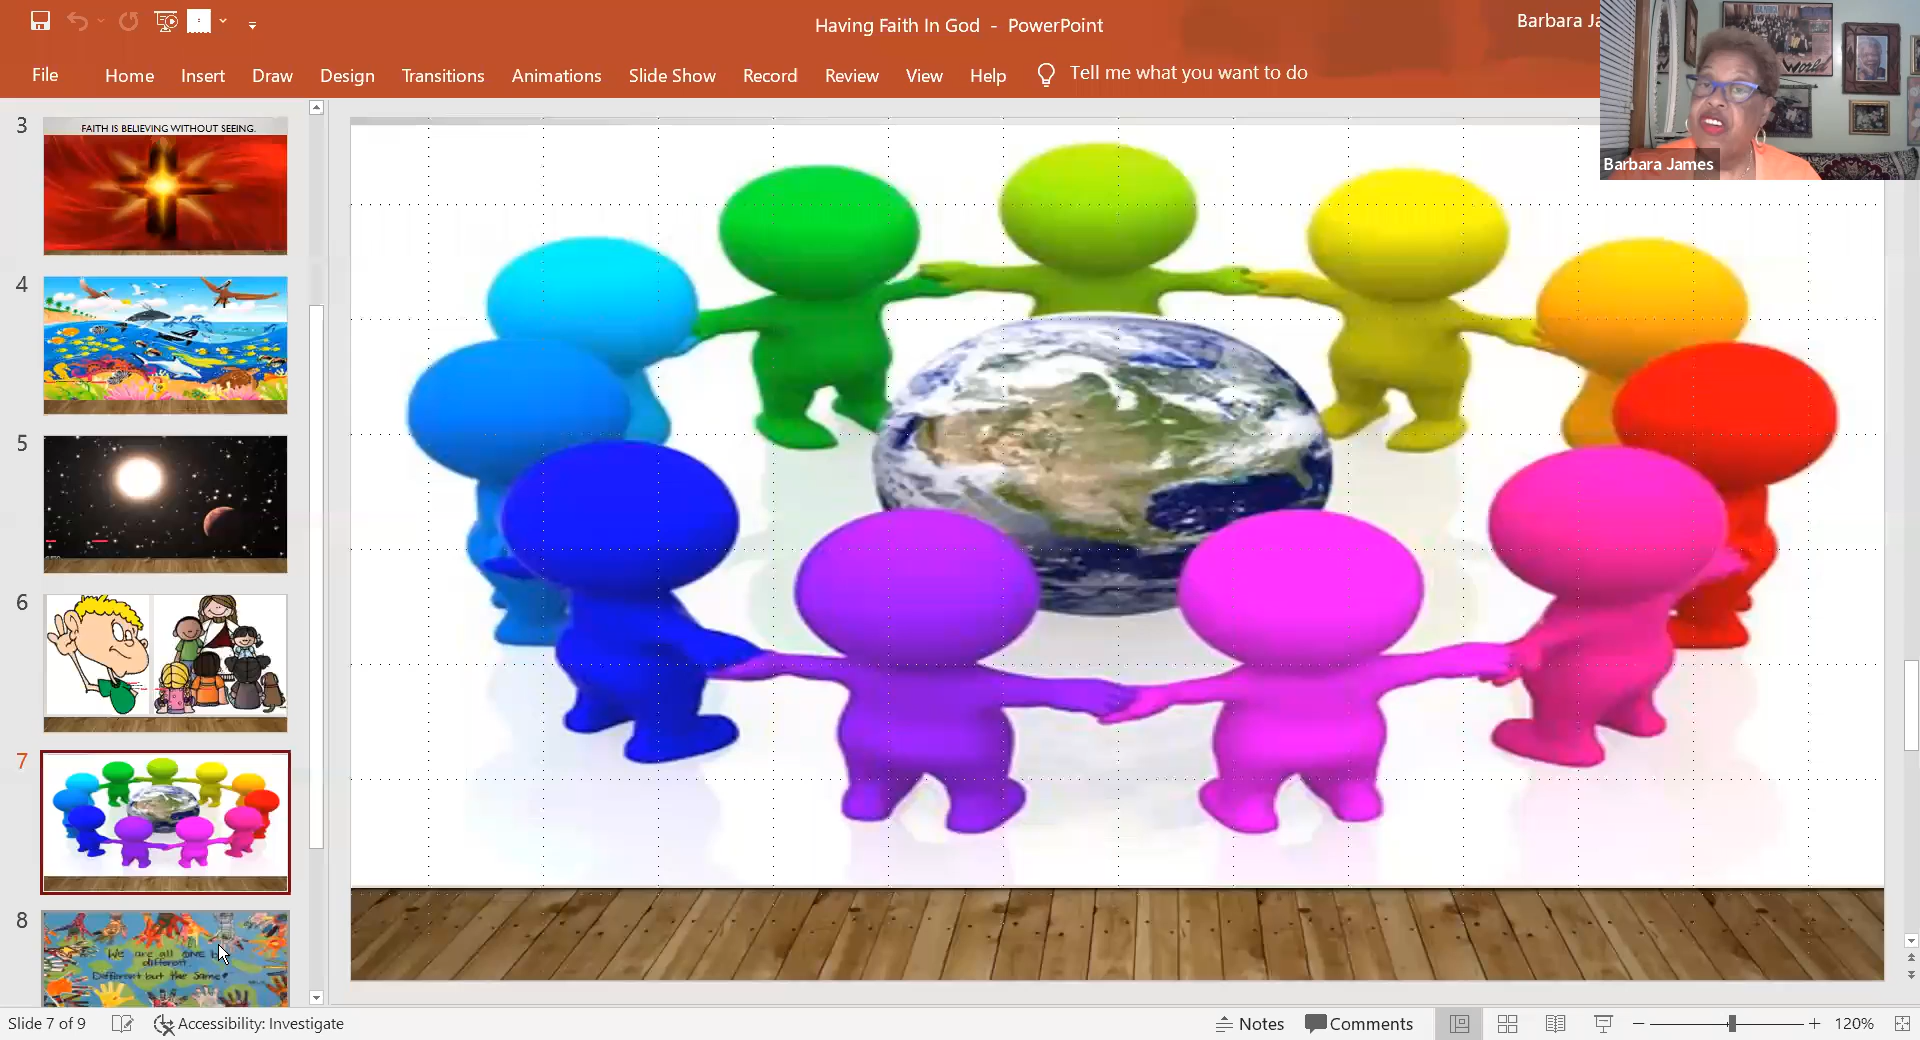 Having Faith In God - PowerPoint
Barbara Ja
File Home Insert Draw Design Transitions Animations Slide Show Record Review View Help Tell me what you want to do
World
Barbara James
3
FAITH IS BELIEVING WITHOUT SEEING.
4
5
6
7
8
We are all ONE b
different.
Different but the Same
Slide 7 of 9 Accessibility: Investigate Notes Comments 120%